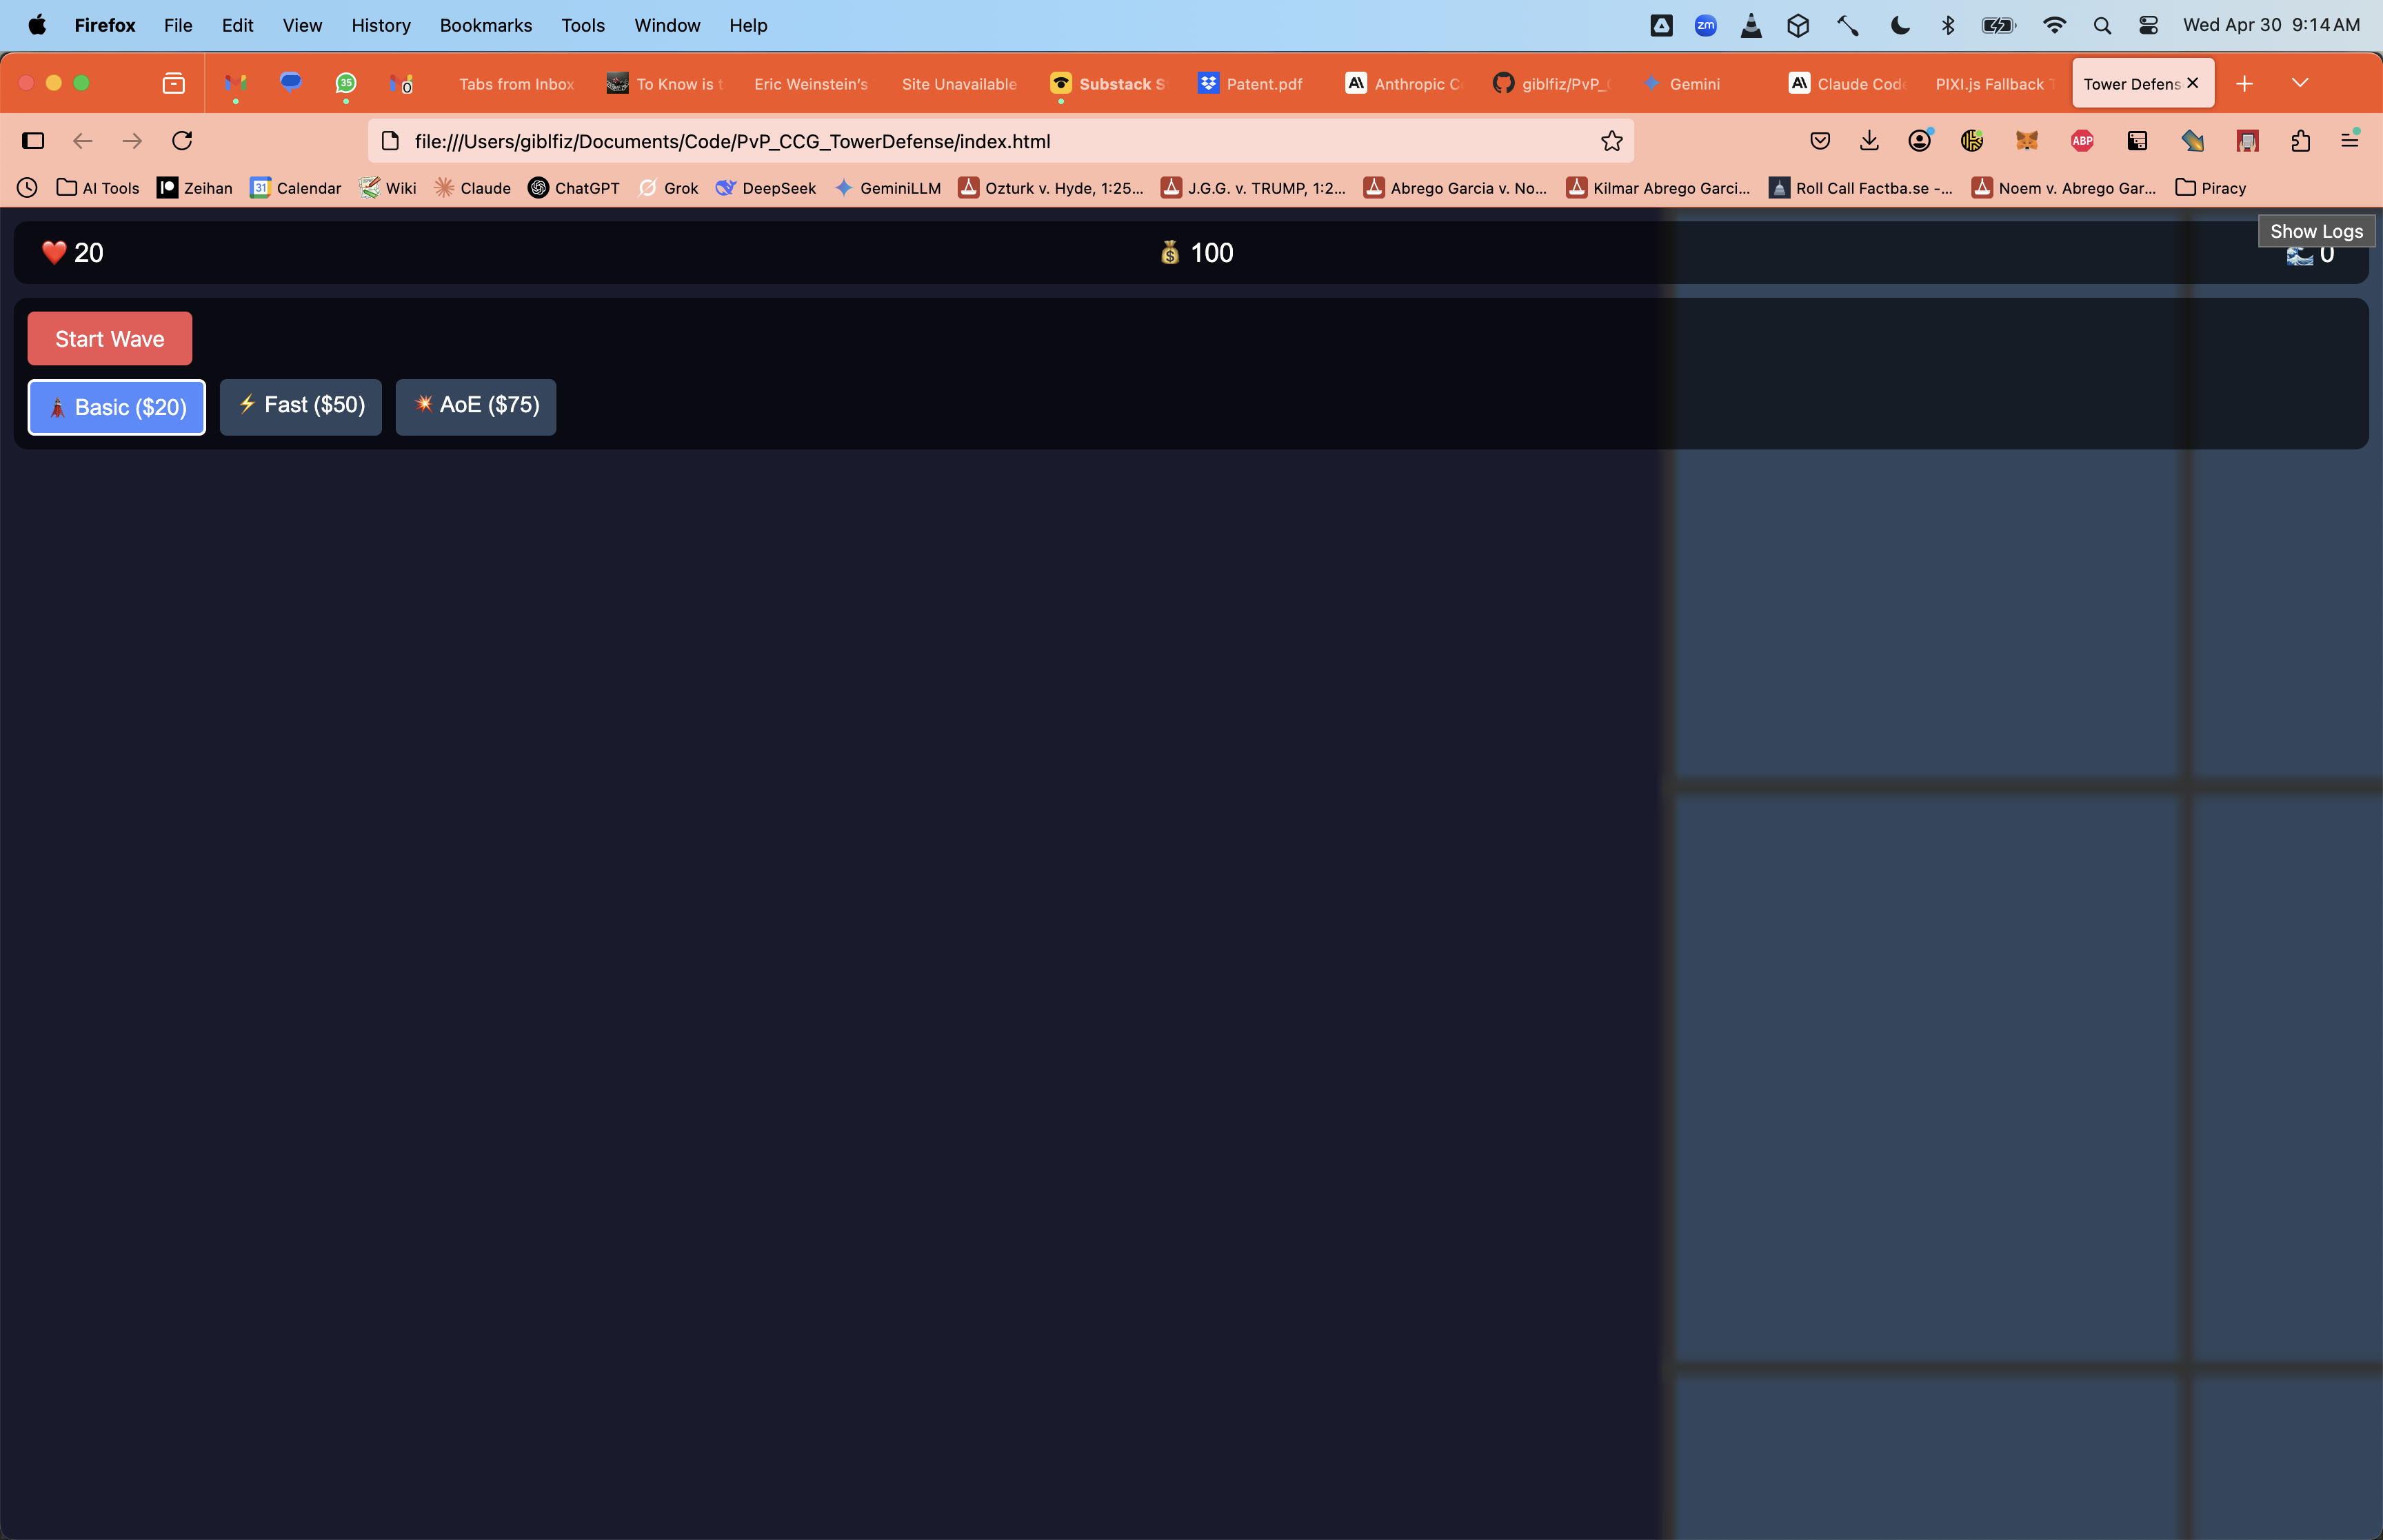 Firefox File Edit View History Bookmarks Tools Window Help zm Wed Apr 30 9:14 AM
35 0 Tabs from Inbox To Know is t Eric Weinstein's Site Unavailable Substack S Patent.pdf Anthropic C giblfiz/PvP_ Gemini Claude Code PIXI.js Fallback Tower Defens
file:///Users/giblfiz/Documents/Code/PvP_CCG_TowerDefense/index.html ABP
AI Tools Zeihan 31 Calendar Wiki Claude ChatGPT Grok DeepSeek GeminiLLM Ozturk v. Hyde, 1:25... J.G.G. v. TRUMP, 1:2... Abrego Garcia v. No... Kilmar Abrego Garci... Roll Call Factba.se -... Noem v. Abrego Gar... Piracy
Show Logs
20 100 0
Start Wave
Basic ($20) Fast ($50) AoE ($75)